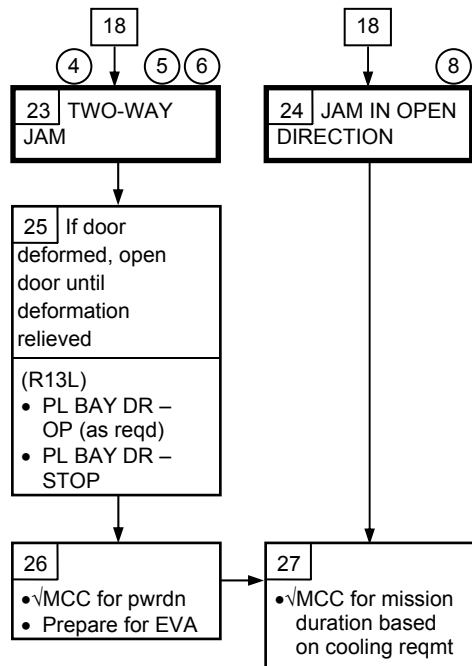 18
4 5 6
23 TWO-WAY
JAM
25 If door
deformed, open
door until
deformation
relieved
(R13L)
• PL BAY DR –
OP (as reqd)
• PL BAY DR –
STOP
26
•√MCC for pwrdn
• Prepare for EVA
18
8
24 JAM IN OPEN
DIRECTION
27
•√MCC for mission
duration based
on cooling reqmt